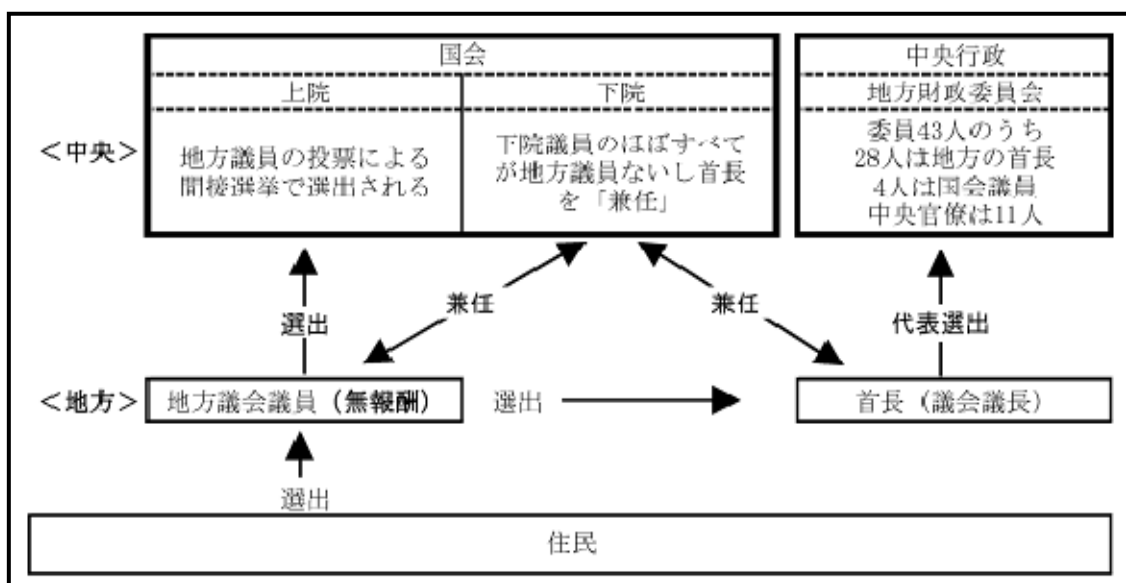 国会
上院
下院
中央行政
地方財政委員会
＜中央＞
地方議員の投票による
間接選挙で選出される
下院議員のほぼすべて
が地方議員ないし首長
を「兼任」
委員43人のうち
28人は地方の首長
4人は国会議員
中央官僚は11人
選出
兼任
兼任
代表選出
＜地方＞
地方議会議員（無報酬）
選出
首長（議会議長）
選出
住民